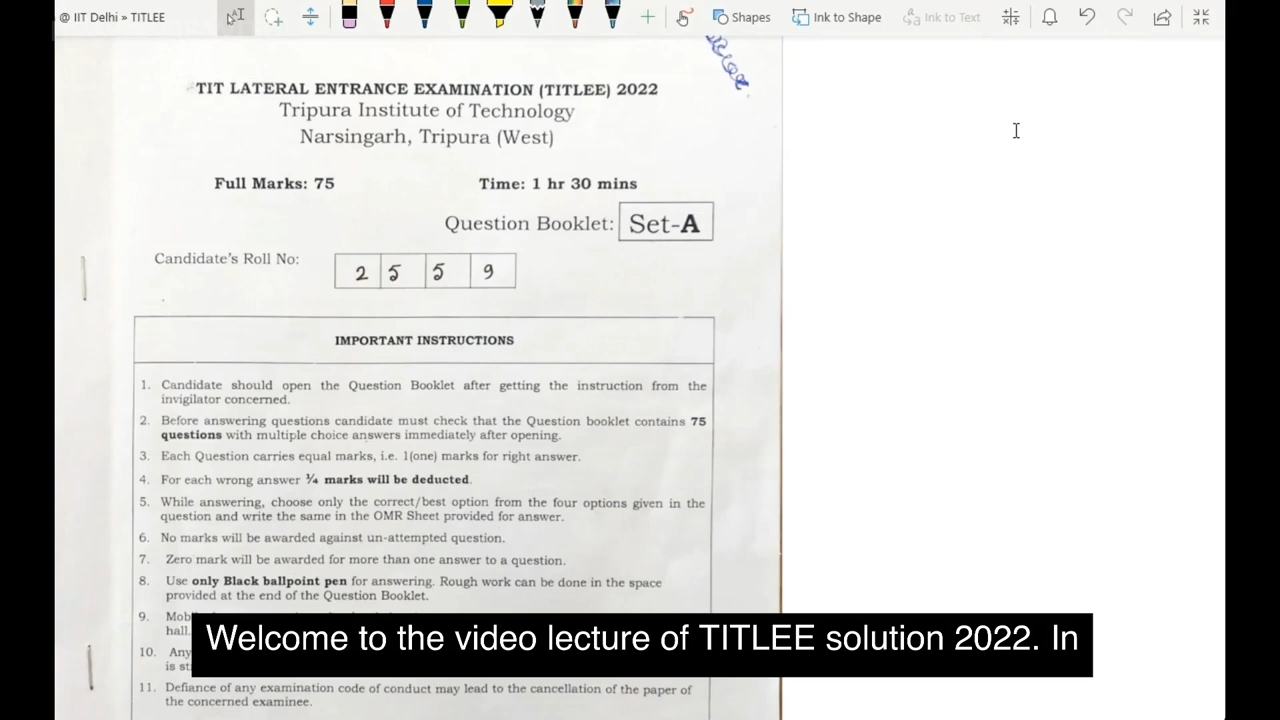 @ IIT Delhi » TITLEE
Shapes
Ink to Shape
Ink to Text
TIT LATERAL ENTRANCE EXAMINATION (TITLEE) 2022
Tripura Institute of Technology
Narsingarh, Tripura (West)
Full Marks: 75 Time: 1 hr 30 mins
Question Booklet: Set-A
Candidate's Roll No: 2 5 5 9
IMPORTANT INSTRUCTIONS
1. Candidate should open the Question Booklet after getting the instruction from the
invigilator concerned.
2. Before answering questions candidate must check that the Question booklet contains 75
questions with multiple choice answers immediately after opening.
3. Each Question carries equal marks, i.e. 1(one) marks for right answer.
4. For each wrong answer ¼ marks will be deducted.
5. While answering, choose only the correct/best option from the four options given in the
question and write the same in the OMR Sheet provided for answer.
6. No marks will be awarded against un-attempted question.
7. Zero mark will be awarded for more than one answer to a question.
8. Use only Black ballpoint pen for answering. Rough work can be done in the space
provided at the end of the Question Booklet.
9.
hall.
10. Any
is
Welcome to the video lecture of TITLEE solution 2022. In
11. Defiance of any examination code of conduct may lead to the cancellation of the paper of
the concerned examinee.